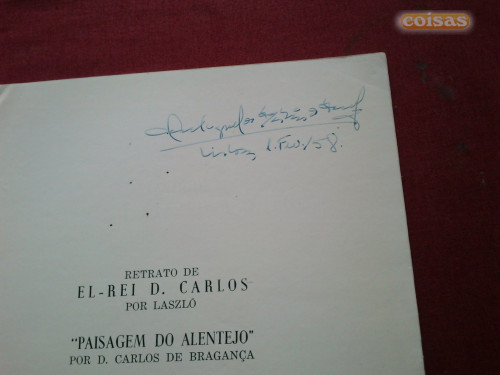 coisas
Lisboa, 1. Fev./58.
RETRATO DE
EL-REI D. CARLOS
POR LASZLÓ
"PAISAGEM DO ALENTEJO"
POR D. CARLOS DE BRAGANÇA